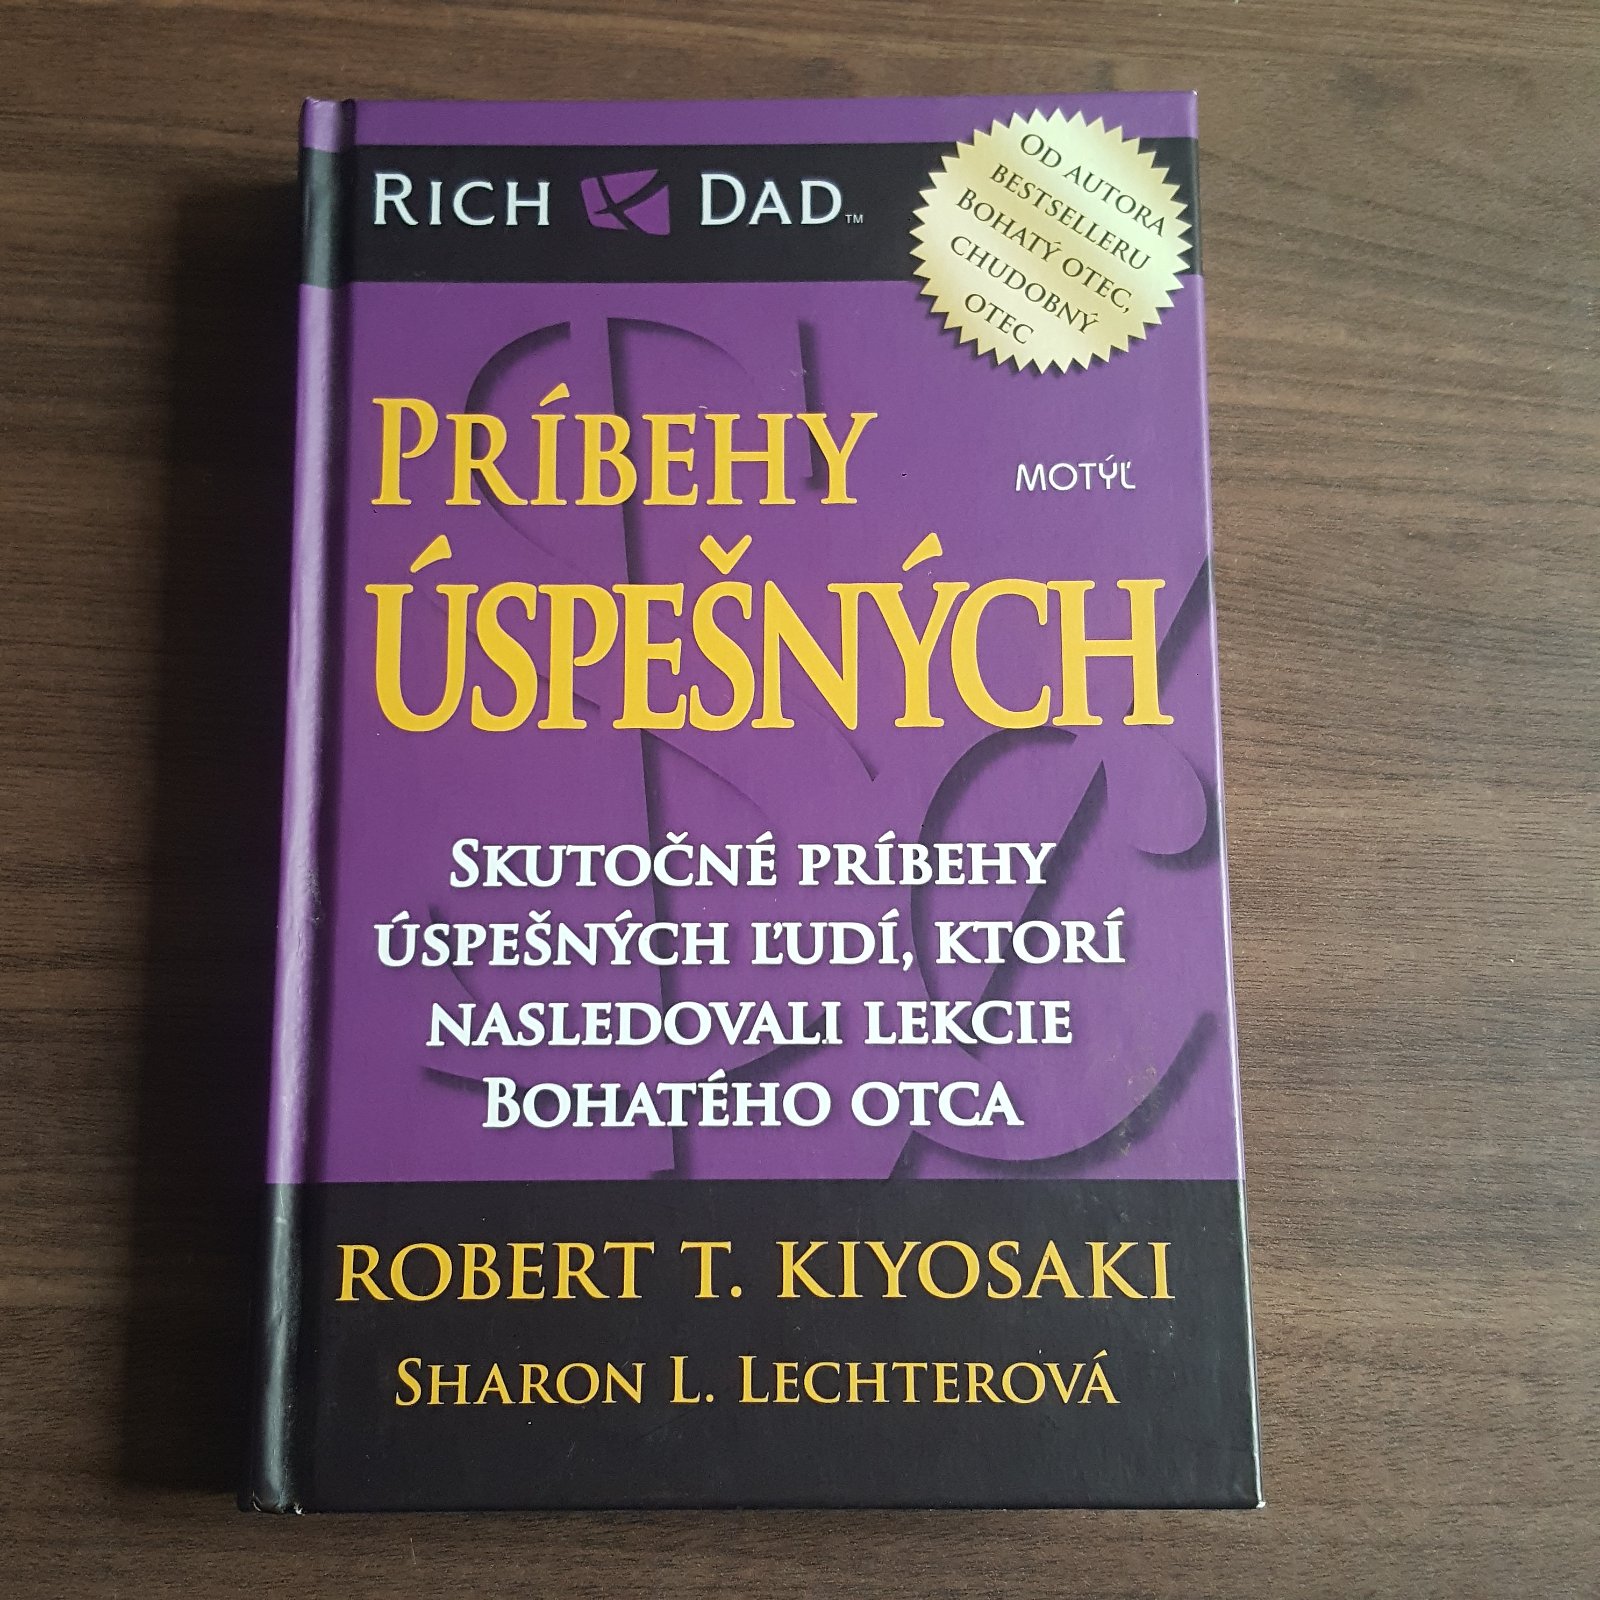 RICH DAD™
OD AUTORA
BESTSELLERU
BOHATÝ OTEC,
CHUDOBNÝ
OTEC
PRÍBEHY
MOTÝĽ
ÚSPEŠNÝCH
SKUTOČNÉ PRÍBEHY
ÚSPEŠNÝCH ĽUDÍ, KTORÍ
NASLEDOVALI LEKCIE
BOHATÉHO OTCA
ROBERT T. KIYOSAKI
SHARON L. LECHTEROVÁ